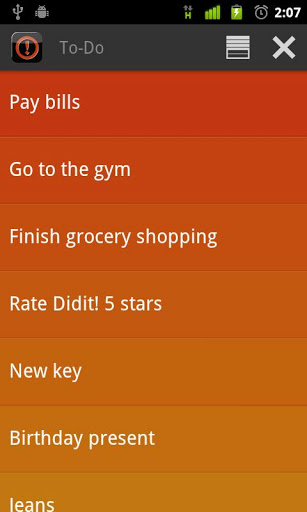 H
2:07
To-Do
Pay bills
Go to the gym
Finish grocery shopping
Rate Didit! 5 stars
New key
Birthday present
Jeans